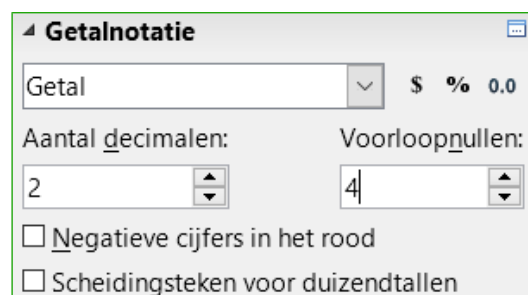 Getalnotatie
Getal $ % 0.0
Aantal decimalen: Voorloopnullen:
2 4
Negatieve cijfers in het rood
Scheidingsteken voor duizendtallen